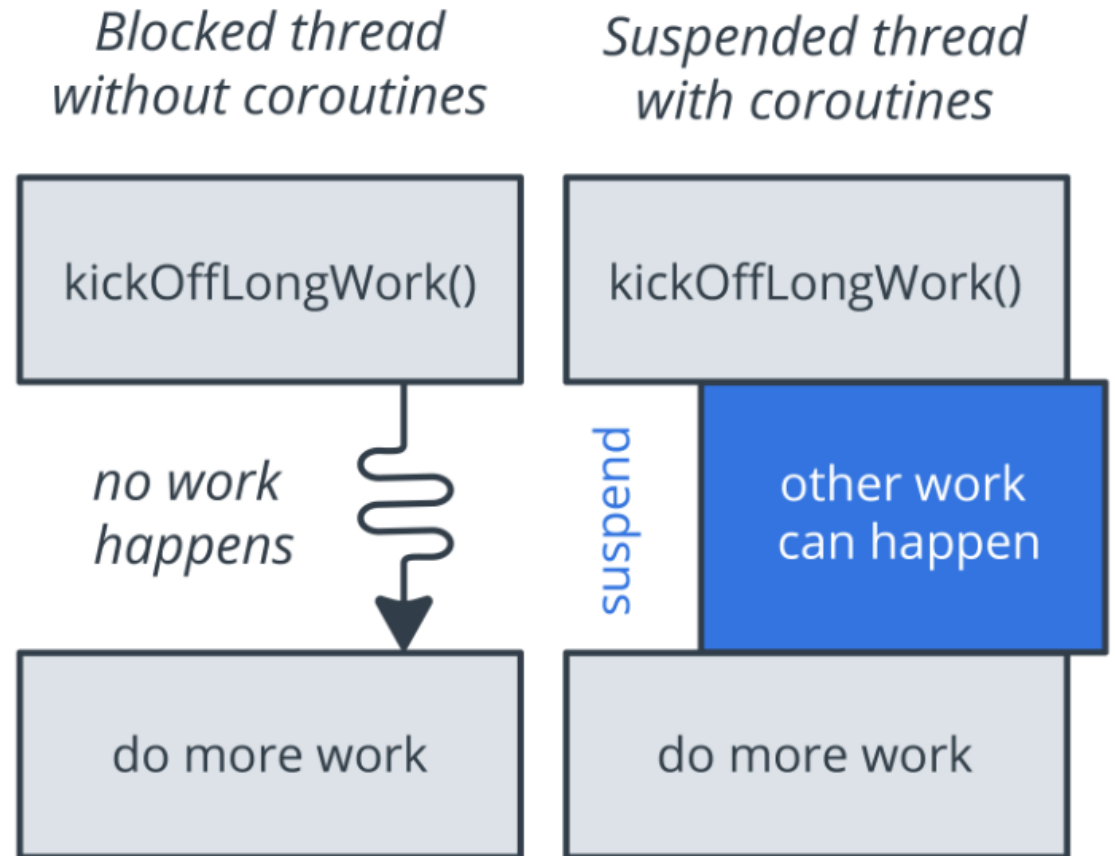 Blocked thread
without coroutines
kickOffLongWork()
no work
happens
do more work
Suspended thread
with coroutines
kickOffLongWork()
suspend
other work
can happen
do more work